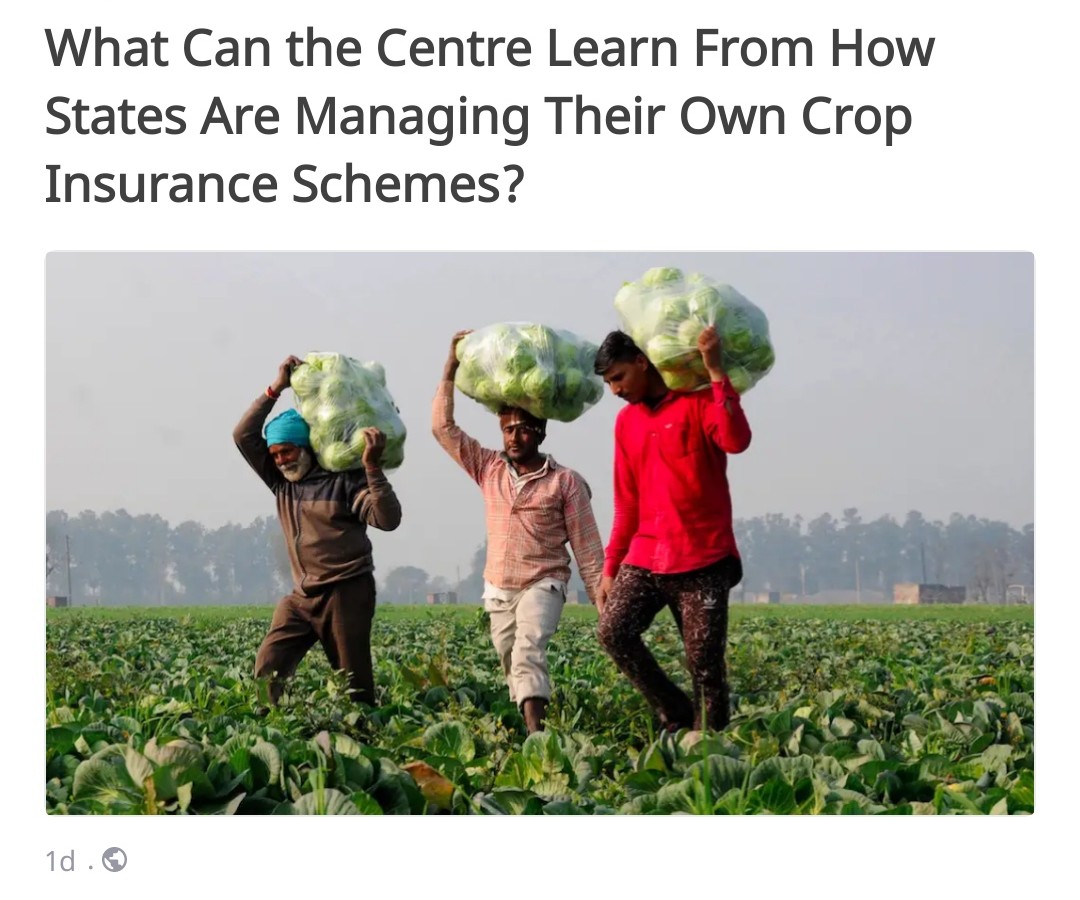 What Can the Centre Learn From How
States Are Managing Their Own Crop
Insurance Schemes?
1d .